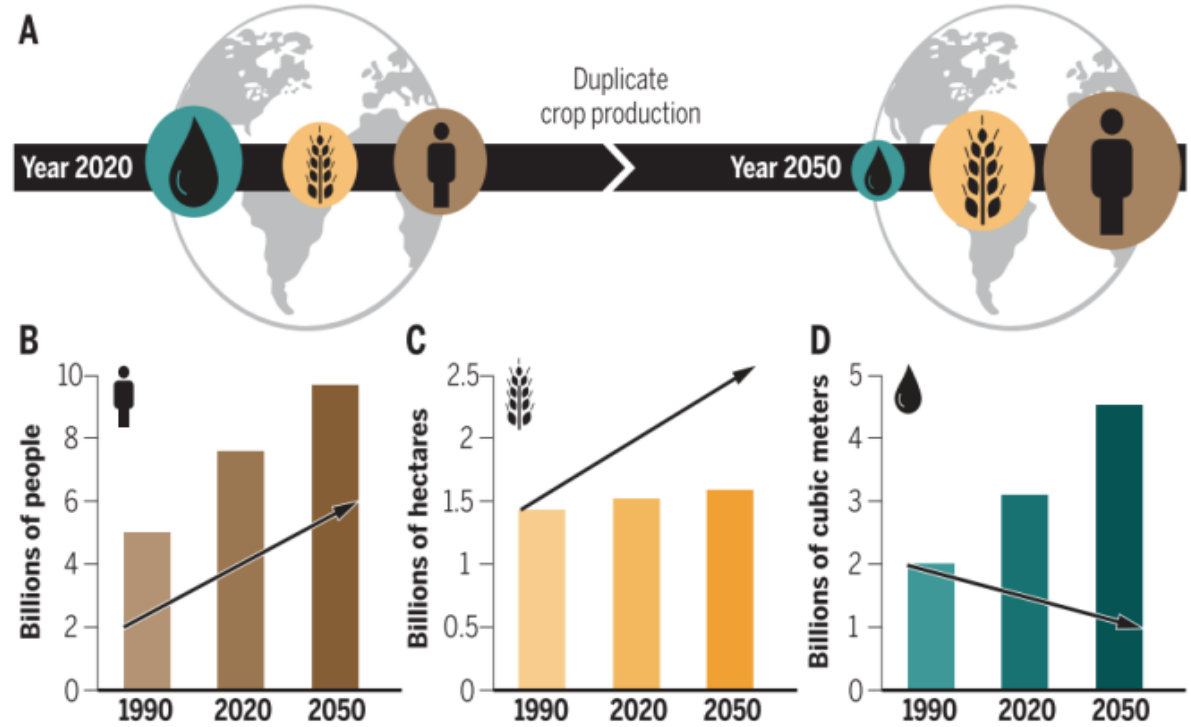 A
Duplicate
crop production
Year 2020
Year 2050
B
Billions of people
10
8
6
4
2
0
1990 2020 2050
C
Billions of hectares
2.5
2
1.5
1
0.5
0
1990 2020 2050
D
Billions of cubic meters
5
4
3
2
1
0
1990 2020 2050